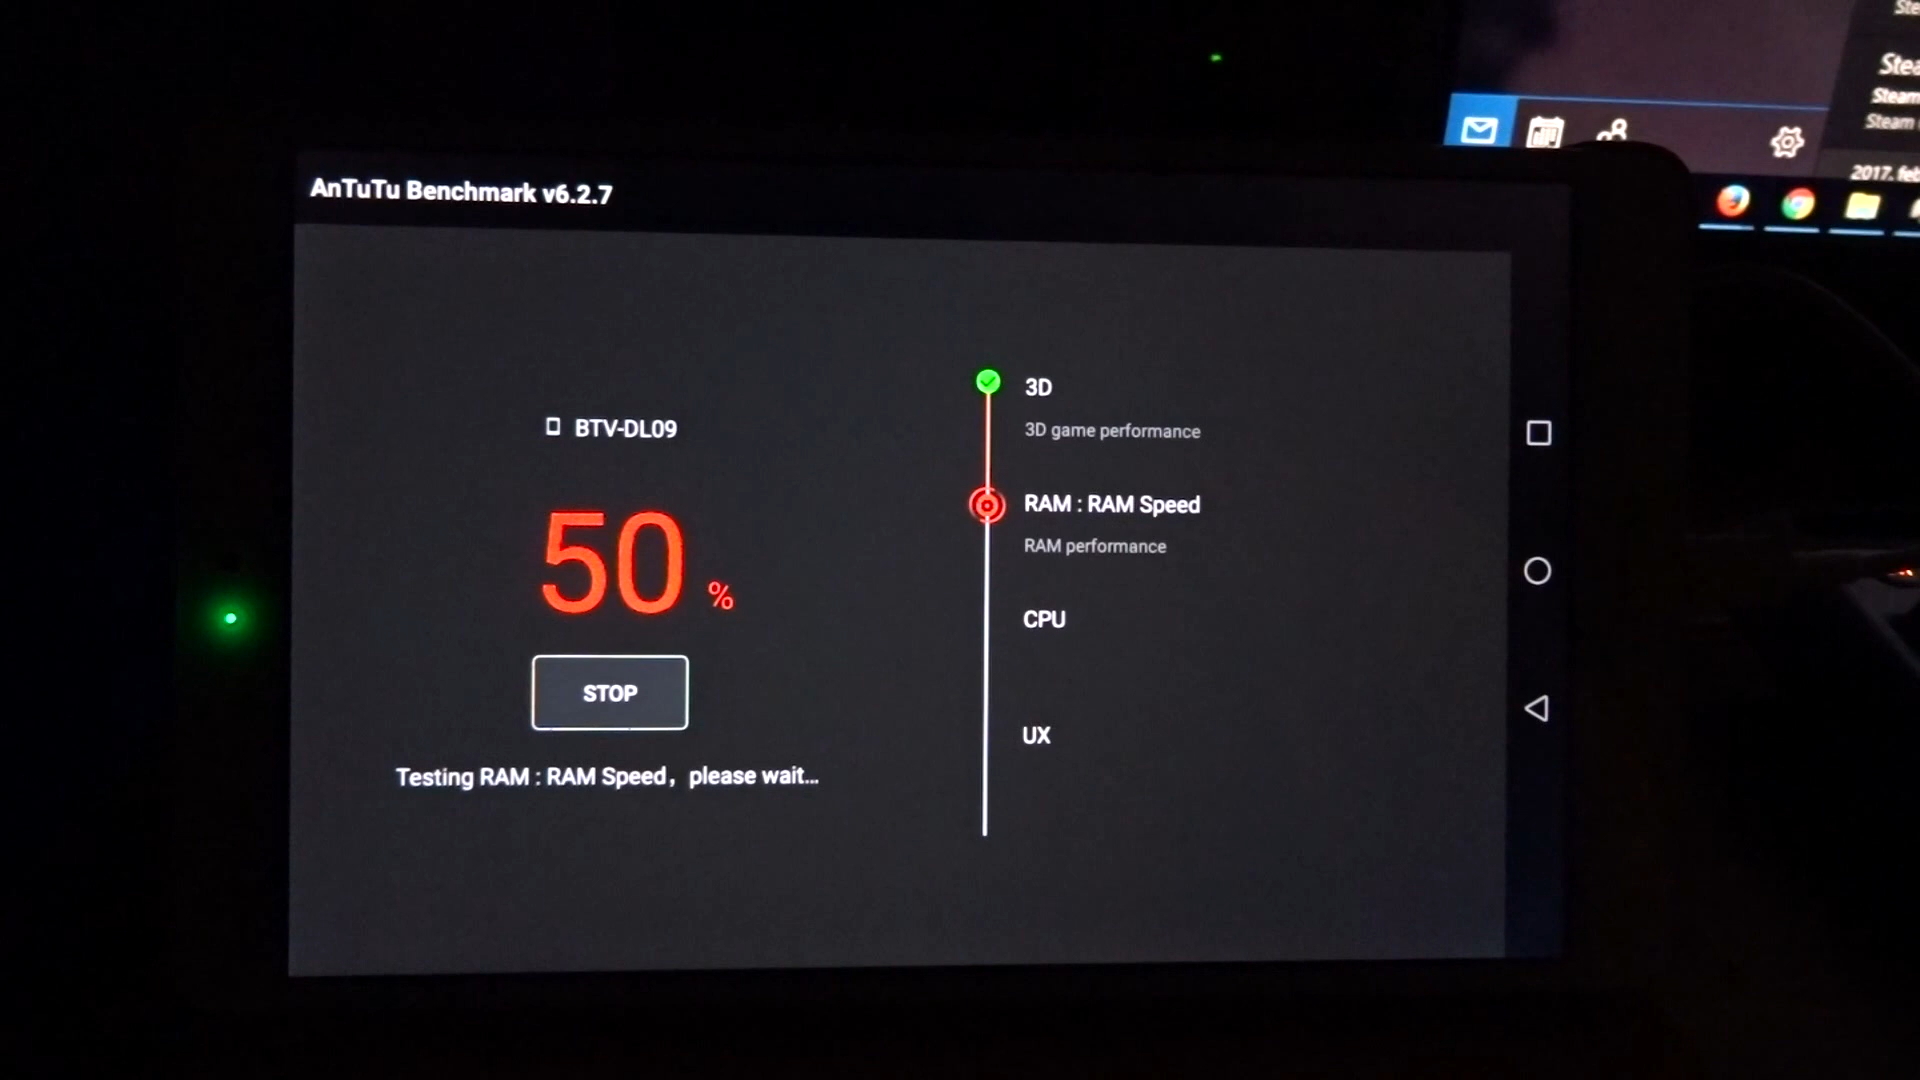 AnTuTu Benchmark v6.2.7
BTV-DL09
50 %
STOP
Testing RAM : RAM Speed，please wait...
3D
3D game performance
RAM : RAM Speed
RAM performance
CPU
UX
Steam
Steam
2017. feb